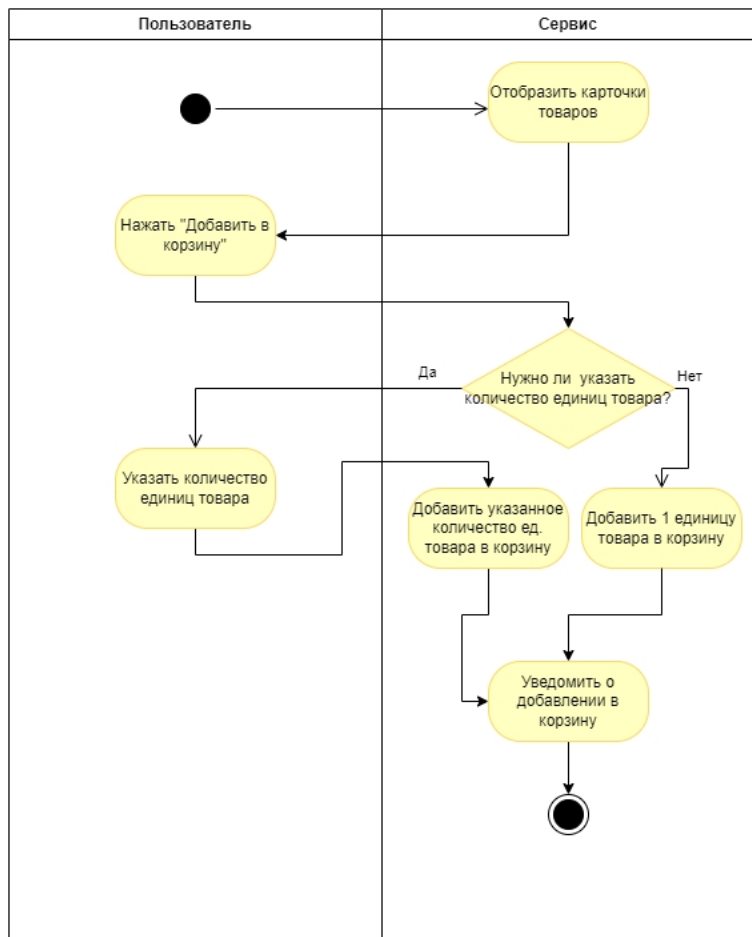 Пользователь
Сервис
Отобразить карточки
товаров
Нажать "Добавить в
корзину"
Нужно ли указать
количество единиц товара?
Да
Нет
Указать количество
единиц товара
Добавить указанное
количество ед.
товара в корзину
Добавить 1 единицу
товара в корзину
Уведомить о
добавлении в
корзину